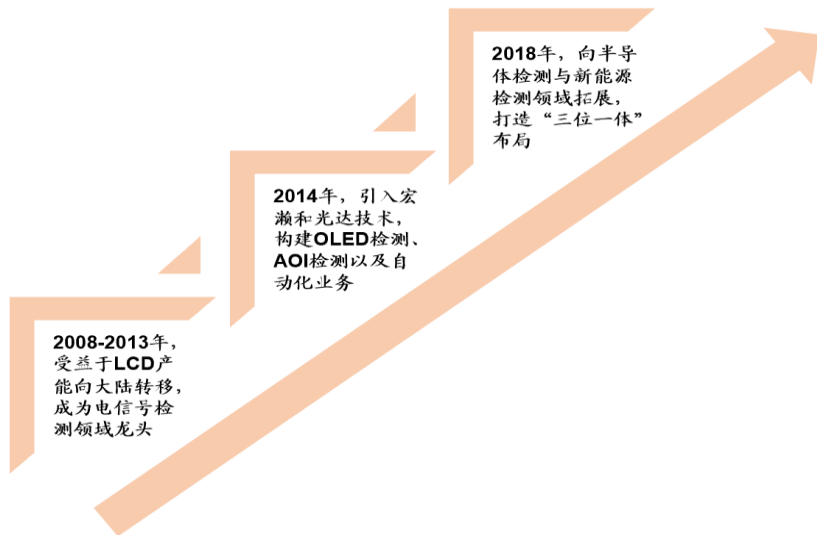 2018年，向半导
体检测与新能源
检测领域拓展，
打造“三位一体”
布局
2014年，引入宏
濑和光达技术，
构建OLED检测、
AOI检测以及自
动化业务
2008-2013年，
受益于LCD产
能向大陆转移，
成为电信号检
测领域龙头